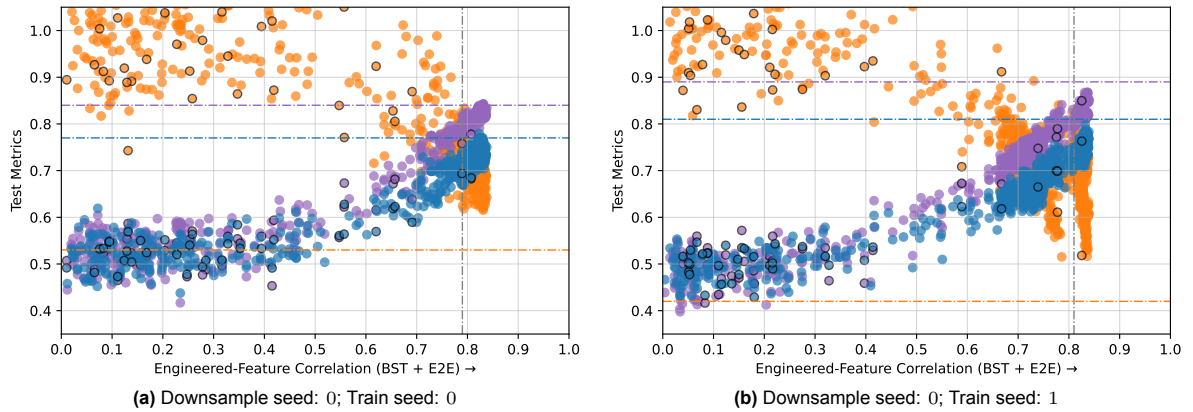 1.0
0.9
0.8
0.7
0.6
0.5
0.4
Test Metrics
0.0 0.1 0.2 0.3 0.4 0.5 0.6 0.7 0.8 0.9 1.0
Engineered-Feature Correlation (BST + E2E) →
(a) Downsample seed: 0; Train seed: 0
1.0
0.9
0.8
0.7
0.6
0.5
0.4
Test Metrics
0.0 0.1 0.2 0.3 0.4 0.5 0.6 0.7 0.8 0.9 1.0
Engineered-Feature Correlation (BST + E2E) →
(b) Downsample seed: 0; Train seed: 1